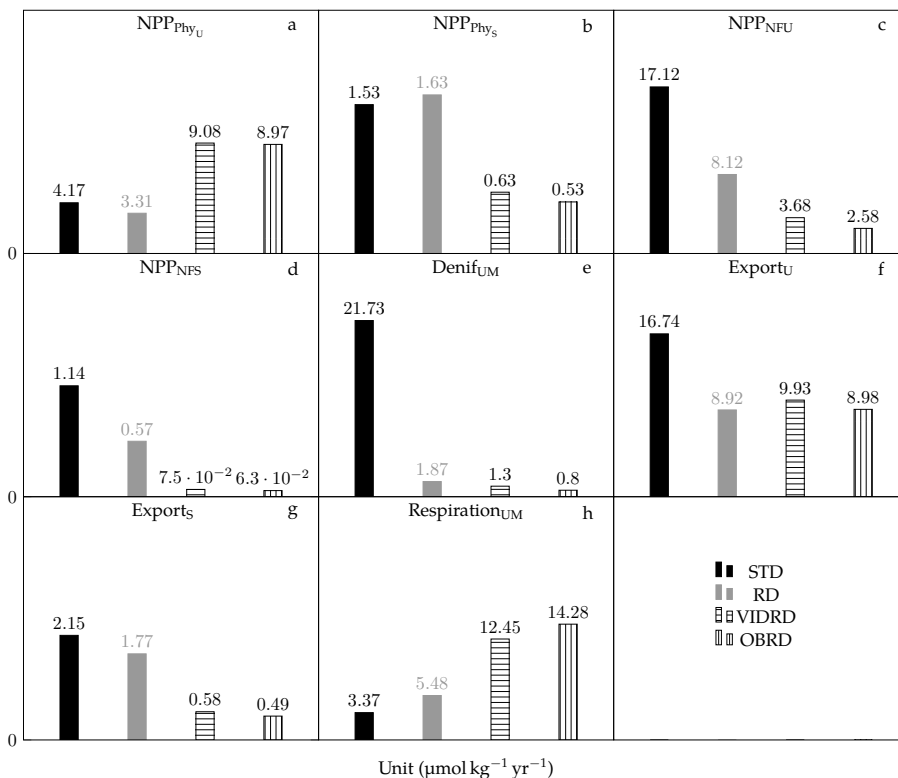 NPP_Phy_U a
4.17
3.31
9.08
8.97
0
NPP_Phy_S b
1.53
1.63
0.63
0.53
NPP_NFU c
17.12
8.12
3.68
2.58
NPP_NFS d
1.14
0.57
7.5 · 10⁻²
6.3 · 10⁻²
0
Denif_UM e
21.73
1.87
1.3
0.8
Export_U f
16.74
8.92
9.93
8.98
Export_S g
2.15
1.77
0.58
0.49
0
Respiration_UM h
3.37
5.48
12.45
14.28
STD
RD
VIDRD
OBRD
Unit (μmol kg⁻¹ yr⁻¹)